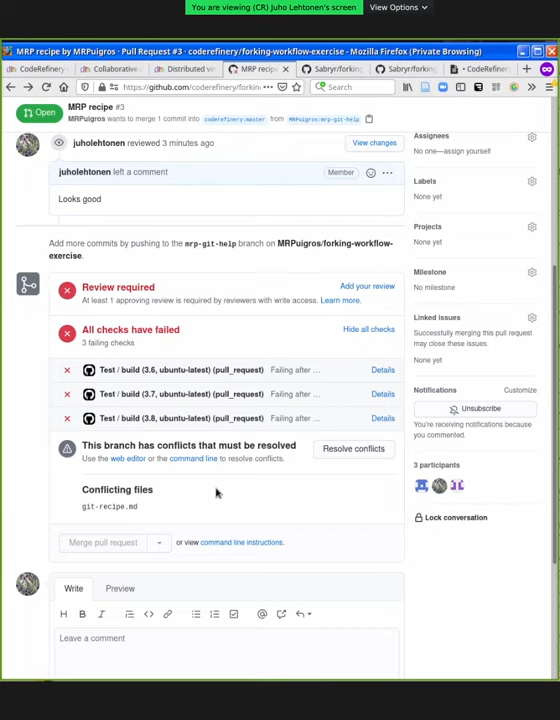 You are viewing (CR) Juho Lehtonen's screen
View Options
MRP recipe by MRPuigros · Pull Request #3 · coderefinery/forking-workflow-exercise - Mozilla Firefox (Private Browsing)
CodeRefinery
Collaborative
Distributed ve
MRP recipe
Sabryr/forkin
Sabryr/forkin
CodeRefiner
https://github.com/coderefinery/forkin
Search
Open
MRP recipe #3
MRPuigros wants to merge 1 commit into coderefinery:master from MRPuigros:mrp-git-help
juholehtonen reviewed 3 minutes ago
View changes
juholehtonen left a comment
Member
Looks good
Add more commits by pushing to the mrp-git-help branch on MRPuigros/forking-workflow-
exercise.
Review required
Add your review
At least 1 approving review is required by reviewers with write access. Learn more.
All checks have failed
Hide all checks
3 failing checks
Test / build (3.6, ubuntu-latest) (pull_request) Failing after ... Details
Test / build (3.7, ubuntu-latest) (pull_request) Failing after ... Details
Test / build (3.8, ubuntu-latest) (pull_request) Failing after ... Details
This branch has conflicts that must be resolved
Resolve conflicts
Use the web editor or the command line to resolve conflicts.
Conflicting files
git-recipe.md
Merge pull request
or view command line instructions.
Write
Preview
H B I
Leave a comment
Assignees
No one—assign yourself
Labels
None yet
Projects
None yet
Milestone
No milestone
Linked issues
Successfully merging this pull request
may close these issues.
None yet
Notifications
Customize
Unsubscribe
You're receiving notifications because
you commented.
3 participants
Lock conversation